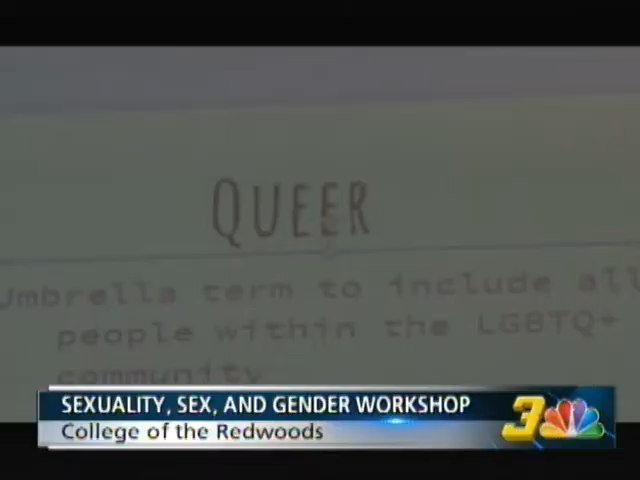 QUEER
Umbrella term to include all
people within the LGBTQ+
community
SEXUALITY, SEX, AND GENDER WORKSHOP
College of the Redwoods
3